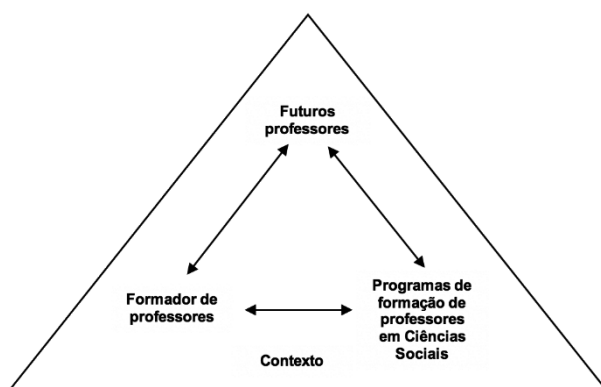 Futuros
professores
Formador de
professores
Programas de
formação de
professores
em Ciências
Sociais
Contexto